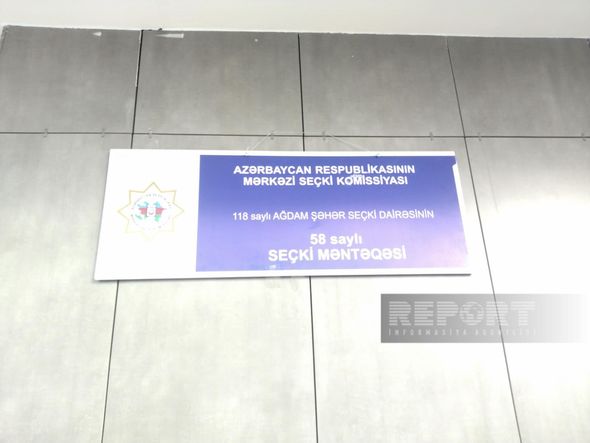 AZƏRBAYCAN RESPUBLİKASININ
MƏRKƏZİ SEÇKİ KOMİSSİYASI
118 saylı AĞDAM ŞƏHƏR SEÇKİ DAİRƏSİNİN
58 saylı
SEÇKİ MƏNTƏQƏSİ
REPORT
İNFORMASİYA AGENTLİYİ